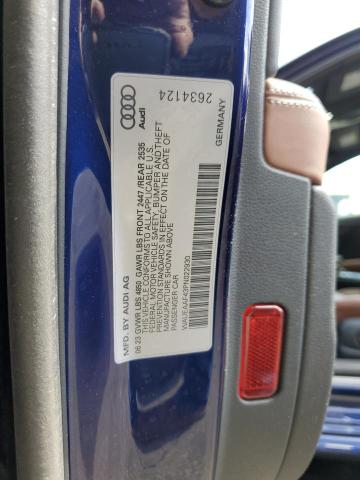 Audi
2634124
GERMANY
MFD. BY AUDI AG
06 23 GVWR LBS 4850 GAWR LBS FRONT 2447 /REAR 2535
THIS VEHICLE CONFORMS TO ALL APPLICABLE U.S.
FEDERAL MOTOR VEHICLE SAFETY, BUMPER, AND THEFT
PREVENTION STANDARDS IN EFFECT ON THE DATE OF
MANUFACTURE SHOWN ABOVE
PASSENGER CAR
WAUEAAF43PN022930